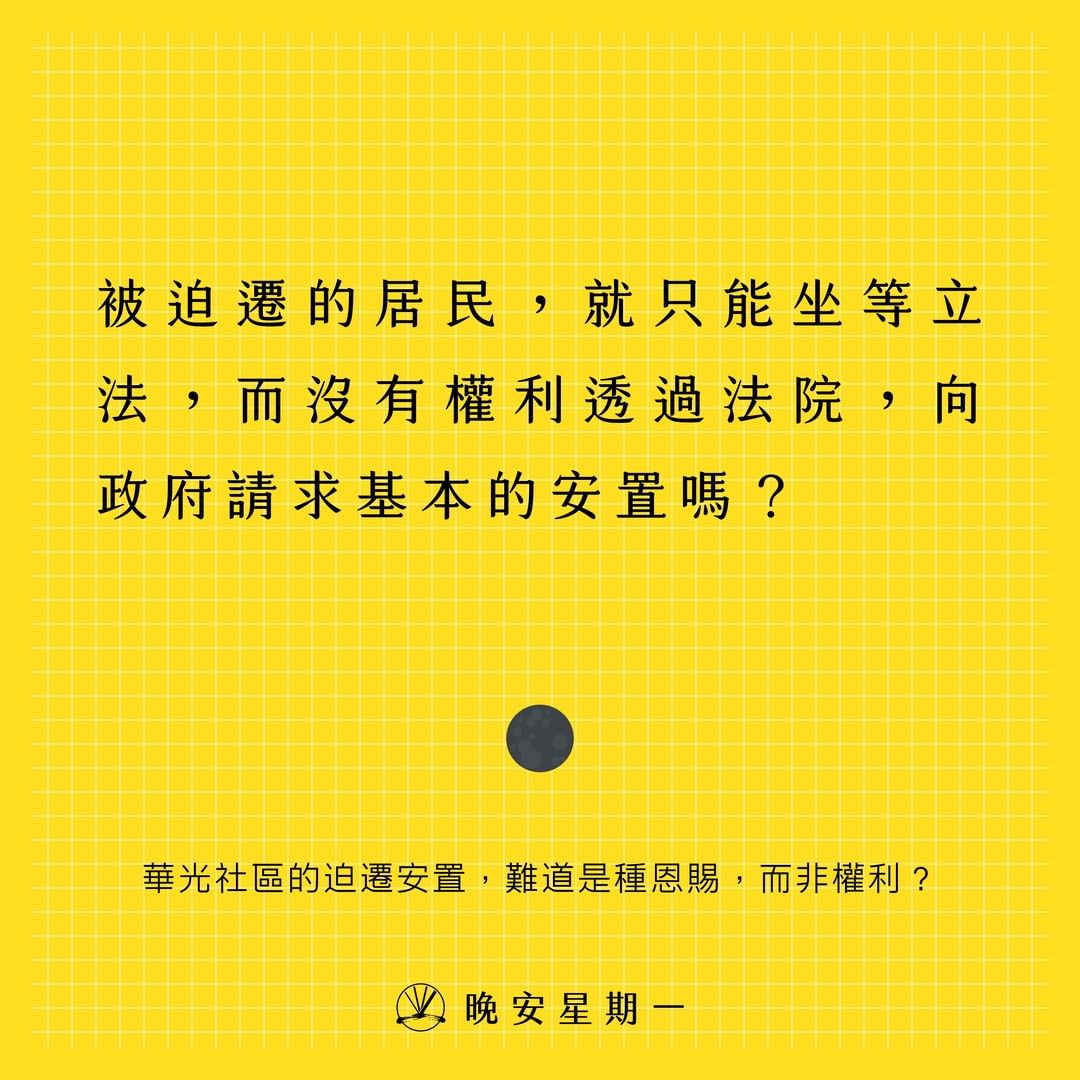 被迫遷的居民，就只能坐等立
法，而沒有權利透過法院，向
政府請求基本的安置嗎？
華光社區的迫遷安置，難道是種恩賜，而非權利？
晚安星期一